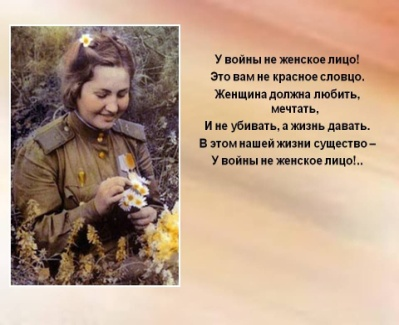 У войны не женское лицо!
Это вам не красное словцо.
Женщина должна любить,
мечтать,
И не убивать, а жизнь давать.
В этом нашей жизни существо –
У войны не женское лицо!..